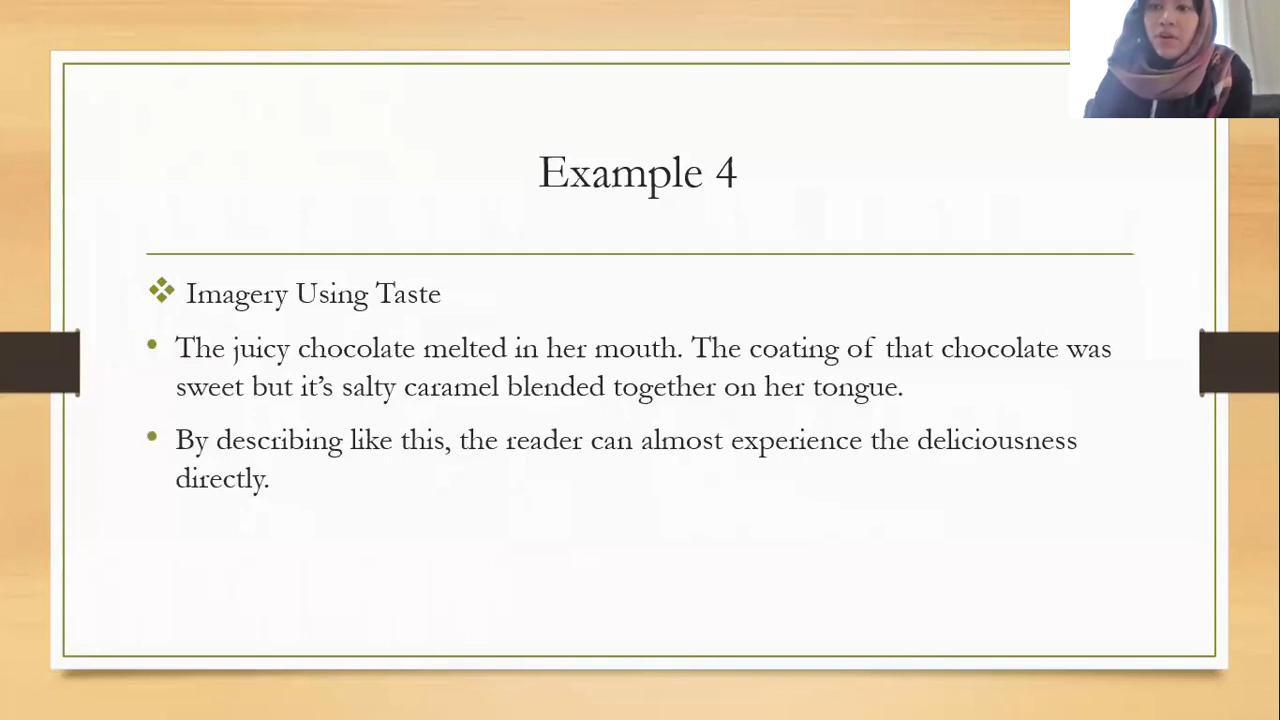 Example 4
Imagery Using Taste
The juicy chocolate melted in her mouth. The coating of that chocolate was
sweet but it’s salty caramel blended together on her tongue.
By describing like this, the reader can almost experience the deliciousness
directly.